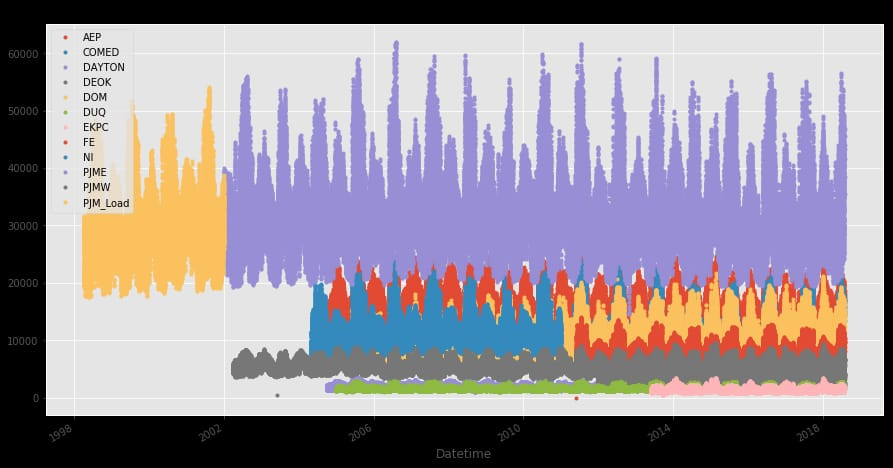 60000
50000
40000
30000
20000
10000
0
AEP
COMED
DAYTON
DEOK
DOM
DUQ
EKPC
FE
NI
PJME
PJMW
PJM_Load
1998
2002
2006
2010
2014
2018
Datetime